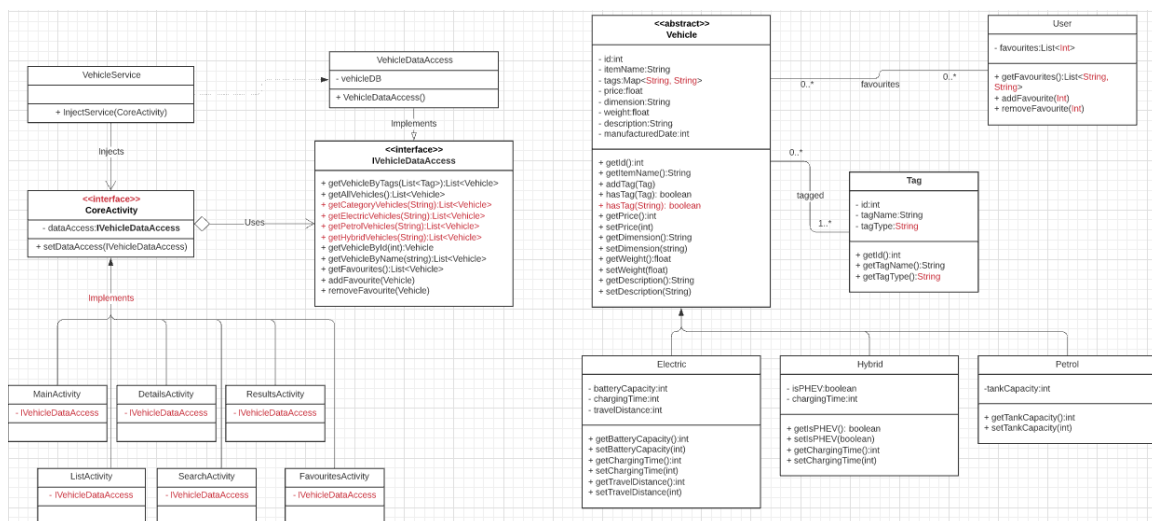 VehicleService
+ InjectService(CoreActivity)
VehicleDataAccess
- vehicleDB
+ VehicleDataAccess()
Implements
Injects
<<interface>>
IVehicleDataAccess
+ getVehicleByTags(List<Tag>):List<Vehicle>
+ getAllVehicles():List<Vehicle>
+ getCategoryVehicles(String):List<Vehicle>
+ getElectricVehicles(String):List<Vehicle>
+ getPetrolVehicles(String):List<Vehicle>
+ getHybridVehicles(String):List<Vehicle>
+ getVehicleById(int):Vehicle
+ getVehicleByName(string):List<Vehicle>
+ getFavourites():List<Vehicle>
+ addFavourite(Vehicle)
+ removeFavourite(Vehicle)
<<interface>>
CoreActivity
- dataAccess:IVehicleDataAccess
+ setDataAccess(IVehicleDataAccess)
Uses
Implements
MainActivity
- IVehicleDataAccess
DetailsActivity
- IVehicleDataAccess
ResultsActivity
- IVehicleDataAccess
ListActivity
- IVehicleDataAccess
SearchActivity
- IVehicleDataAccess
FavouritesActivity
- IVehicleDataAccess
<<abstract>>
Vehicle
- id:int
- itemName:String
- tags:Map<String, String>
- price:float
- dimension:String
- weight:float
- description:String
- manufacturedDate:int
+ getId():int
+ getItemName():String
+ addTag(Tag)
+ hasTag(Tag): boolean
+ hasTag(String): boolean
+ getPrice():int
+ setPrice(int)
+ getDimension():String
+ setDimension(string)
+ getWeight():float
+ setWeight(float)
+ getDescription():String
+ setDescription(String)
0..*
favourites
0..*
User
- favourites:List<Int>
+ getFavourites():List<String,
String>
+ addFavourite(Int)
+ removeFavourite(Int)
0..*
tagged
1..*
Tag
- id:int
- tagName:String
- tagType:String
+ getId():int
+ getTagName():String
+ getTagType():String
Electric
- batteryCapacity:int
- chargingTime:int
- travelDistance:int
+ getBatteryCapacity():int
+ setBatteryCapacity(int)
+ getChargingTime():int
+ setChargingTime(int)
+ getTravelDistance():int
+ setTravelDistance(int)
Hybrid
- isPHEV:boolean
- chargingTime:int
+ getIsPHEV(): boolean
+ setIsPHEV(boolean)
+ getChargingTime():int
+ setChargingTime(int)
Petrol
-tankCapacity:int
+ getTankCapacity():int
+ setTankCapacity(int)